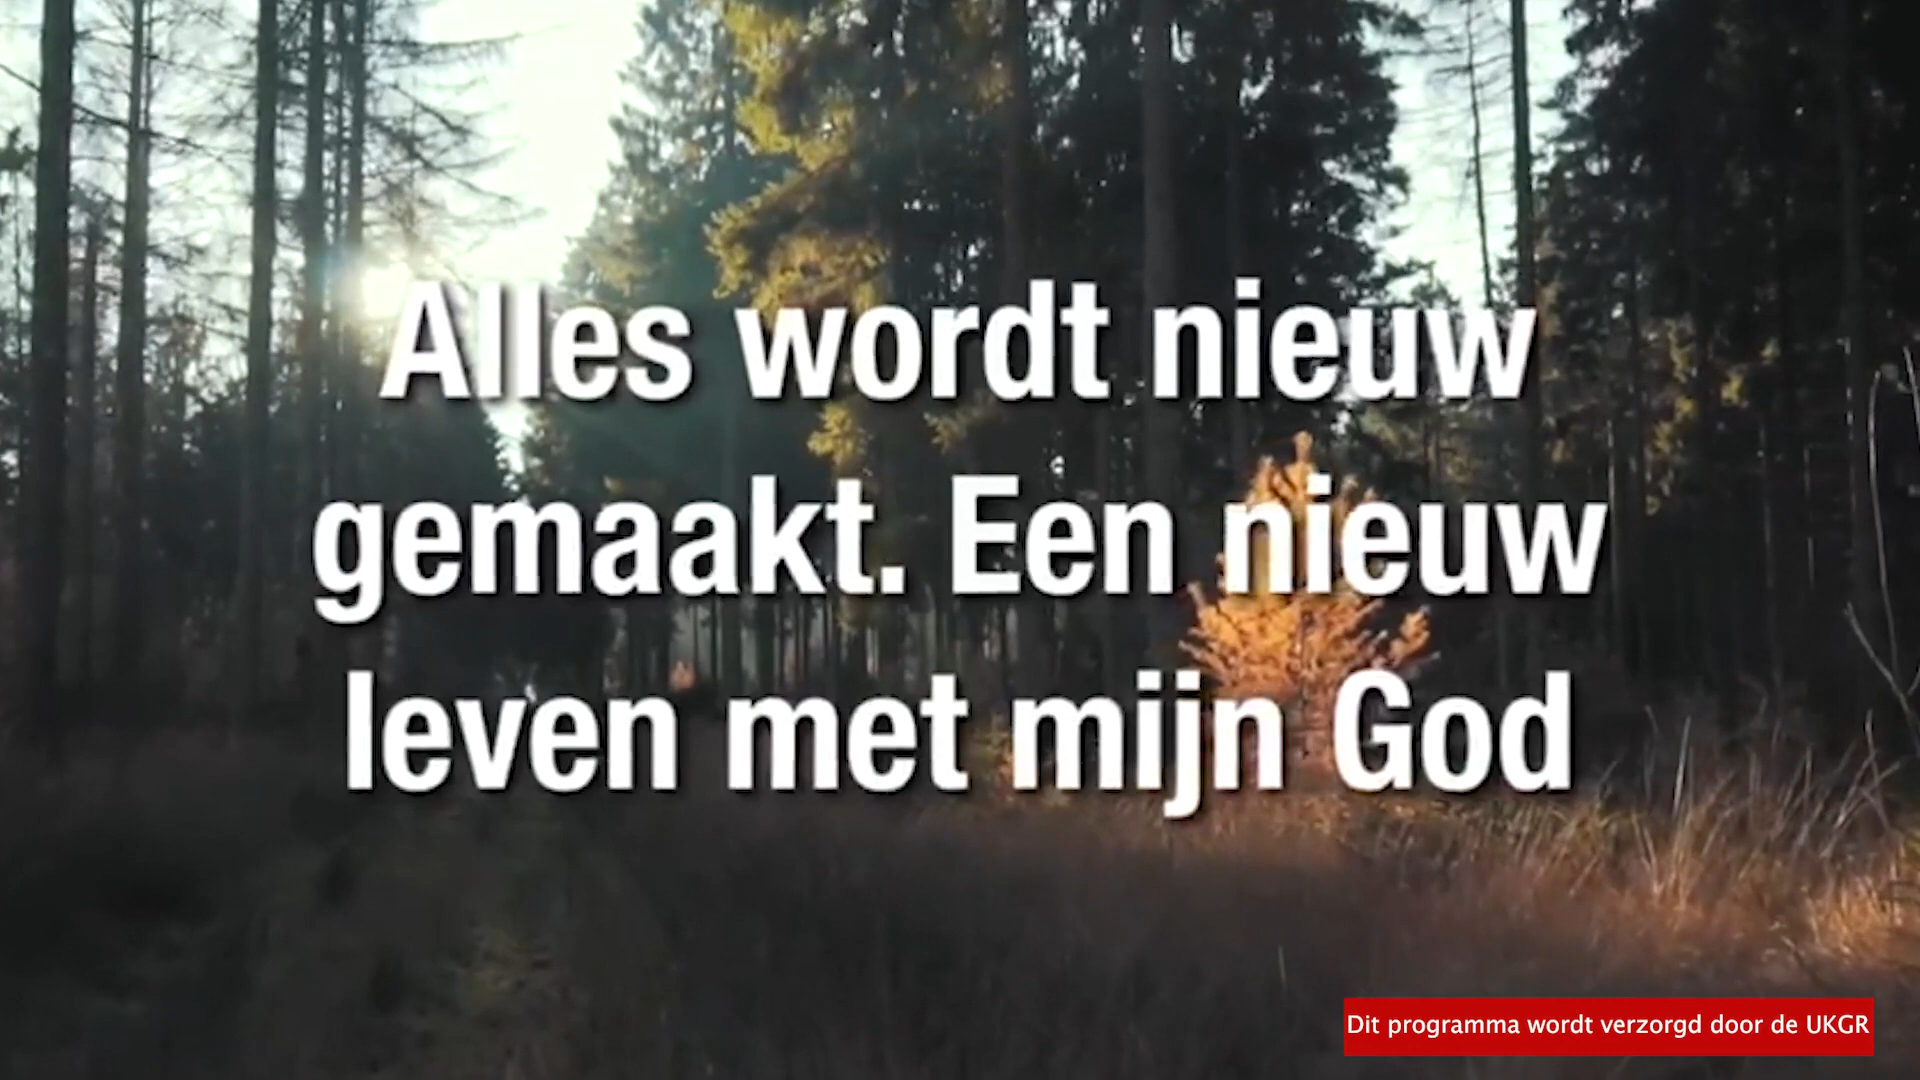 Alles wordt nieuw
gemaakt. Een nieuw
leven met mijn God
Dit programma wordt verzorgd door de UKGR